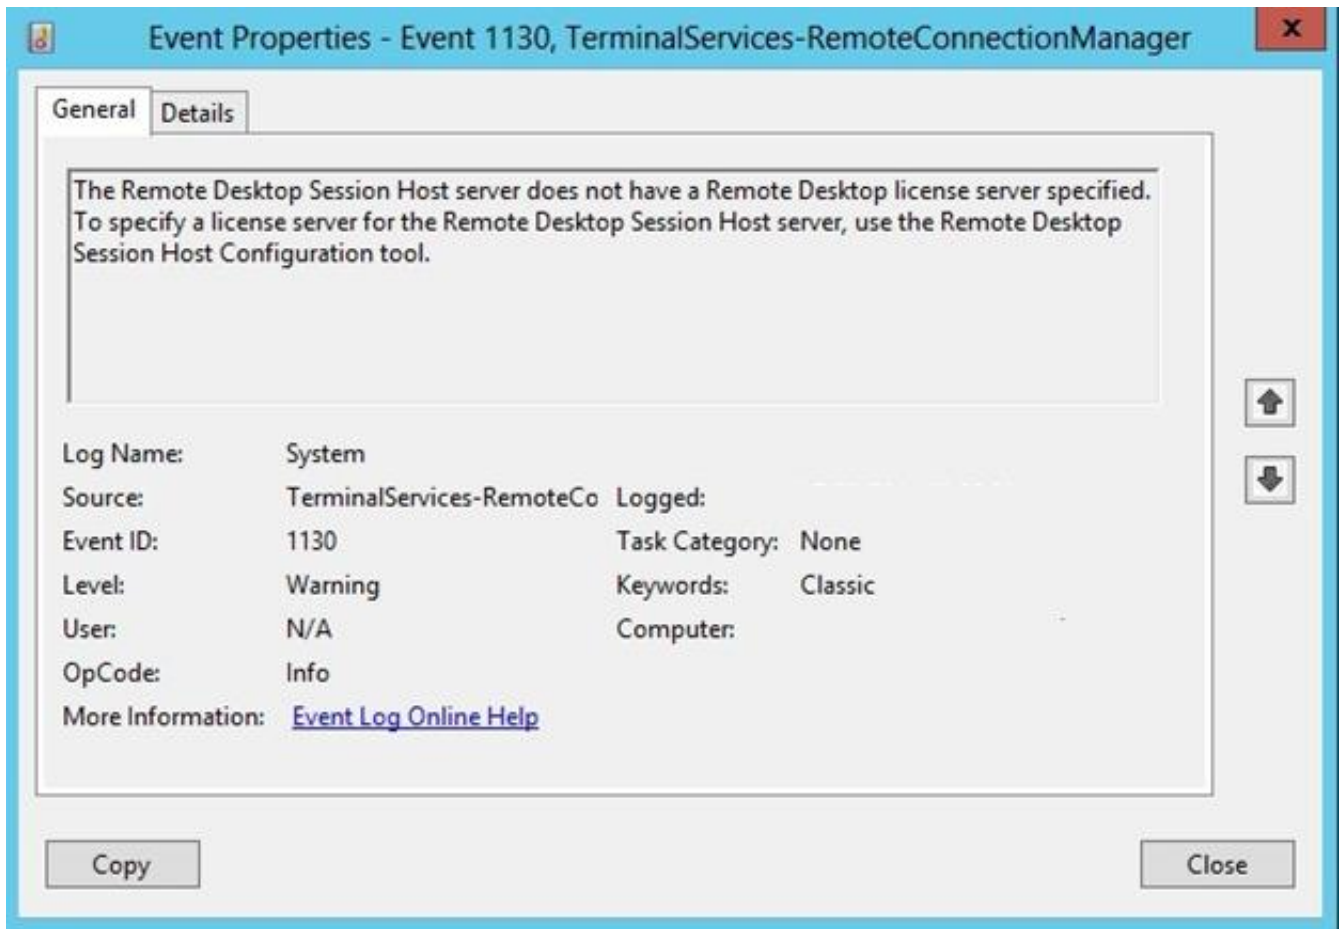 Event Properties - Event 1130, TerminalServices-RemoteConnectionManager
x
General
Details
The Remote Desktop Session Host server does not have a Remote Desktop license server specified.
To specify a license server for the Remote Desktop Session Host server, use the Remote Desktop
Session Host Configuration tool.
Log Name: System
Source: TerminalServices-RemoteCo Logged:
Event ID: 1130 Task Category: None
Level: Warning Keywords: Classic
User: N/A Computer:
OpCode: Info
More Information: Event Log Online Help
Copy
Close